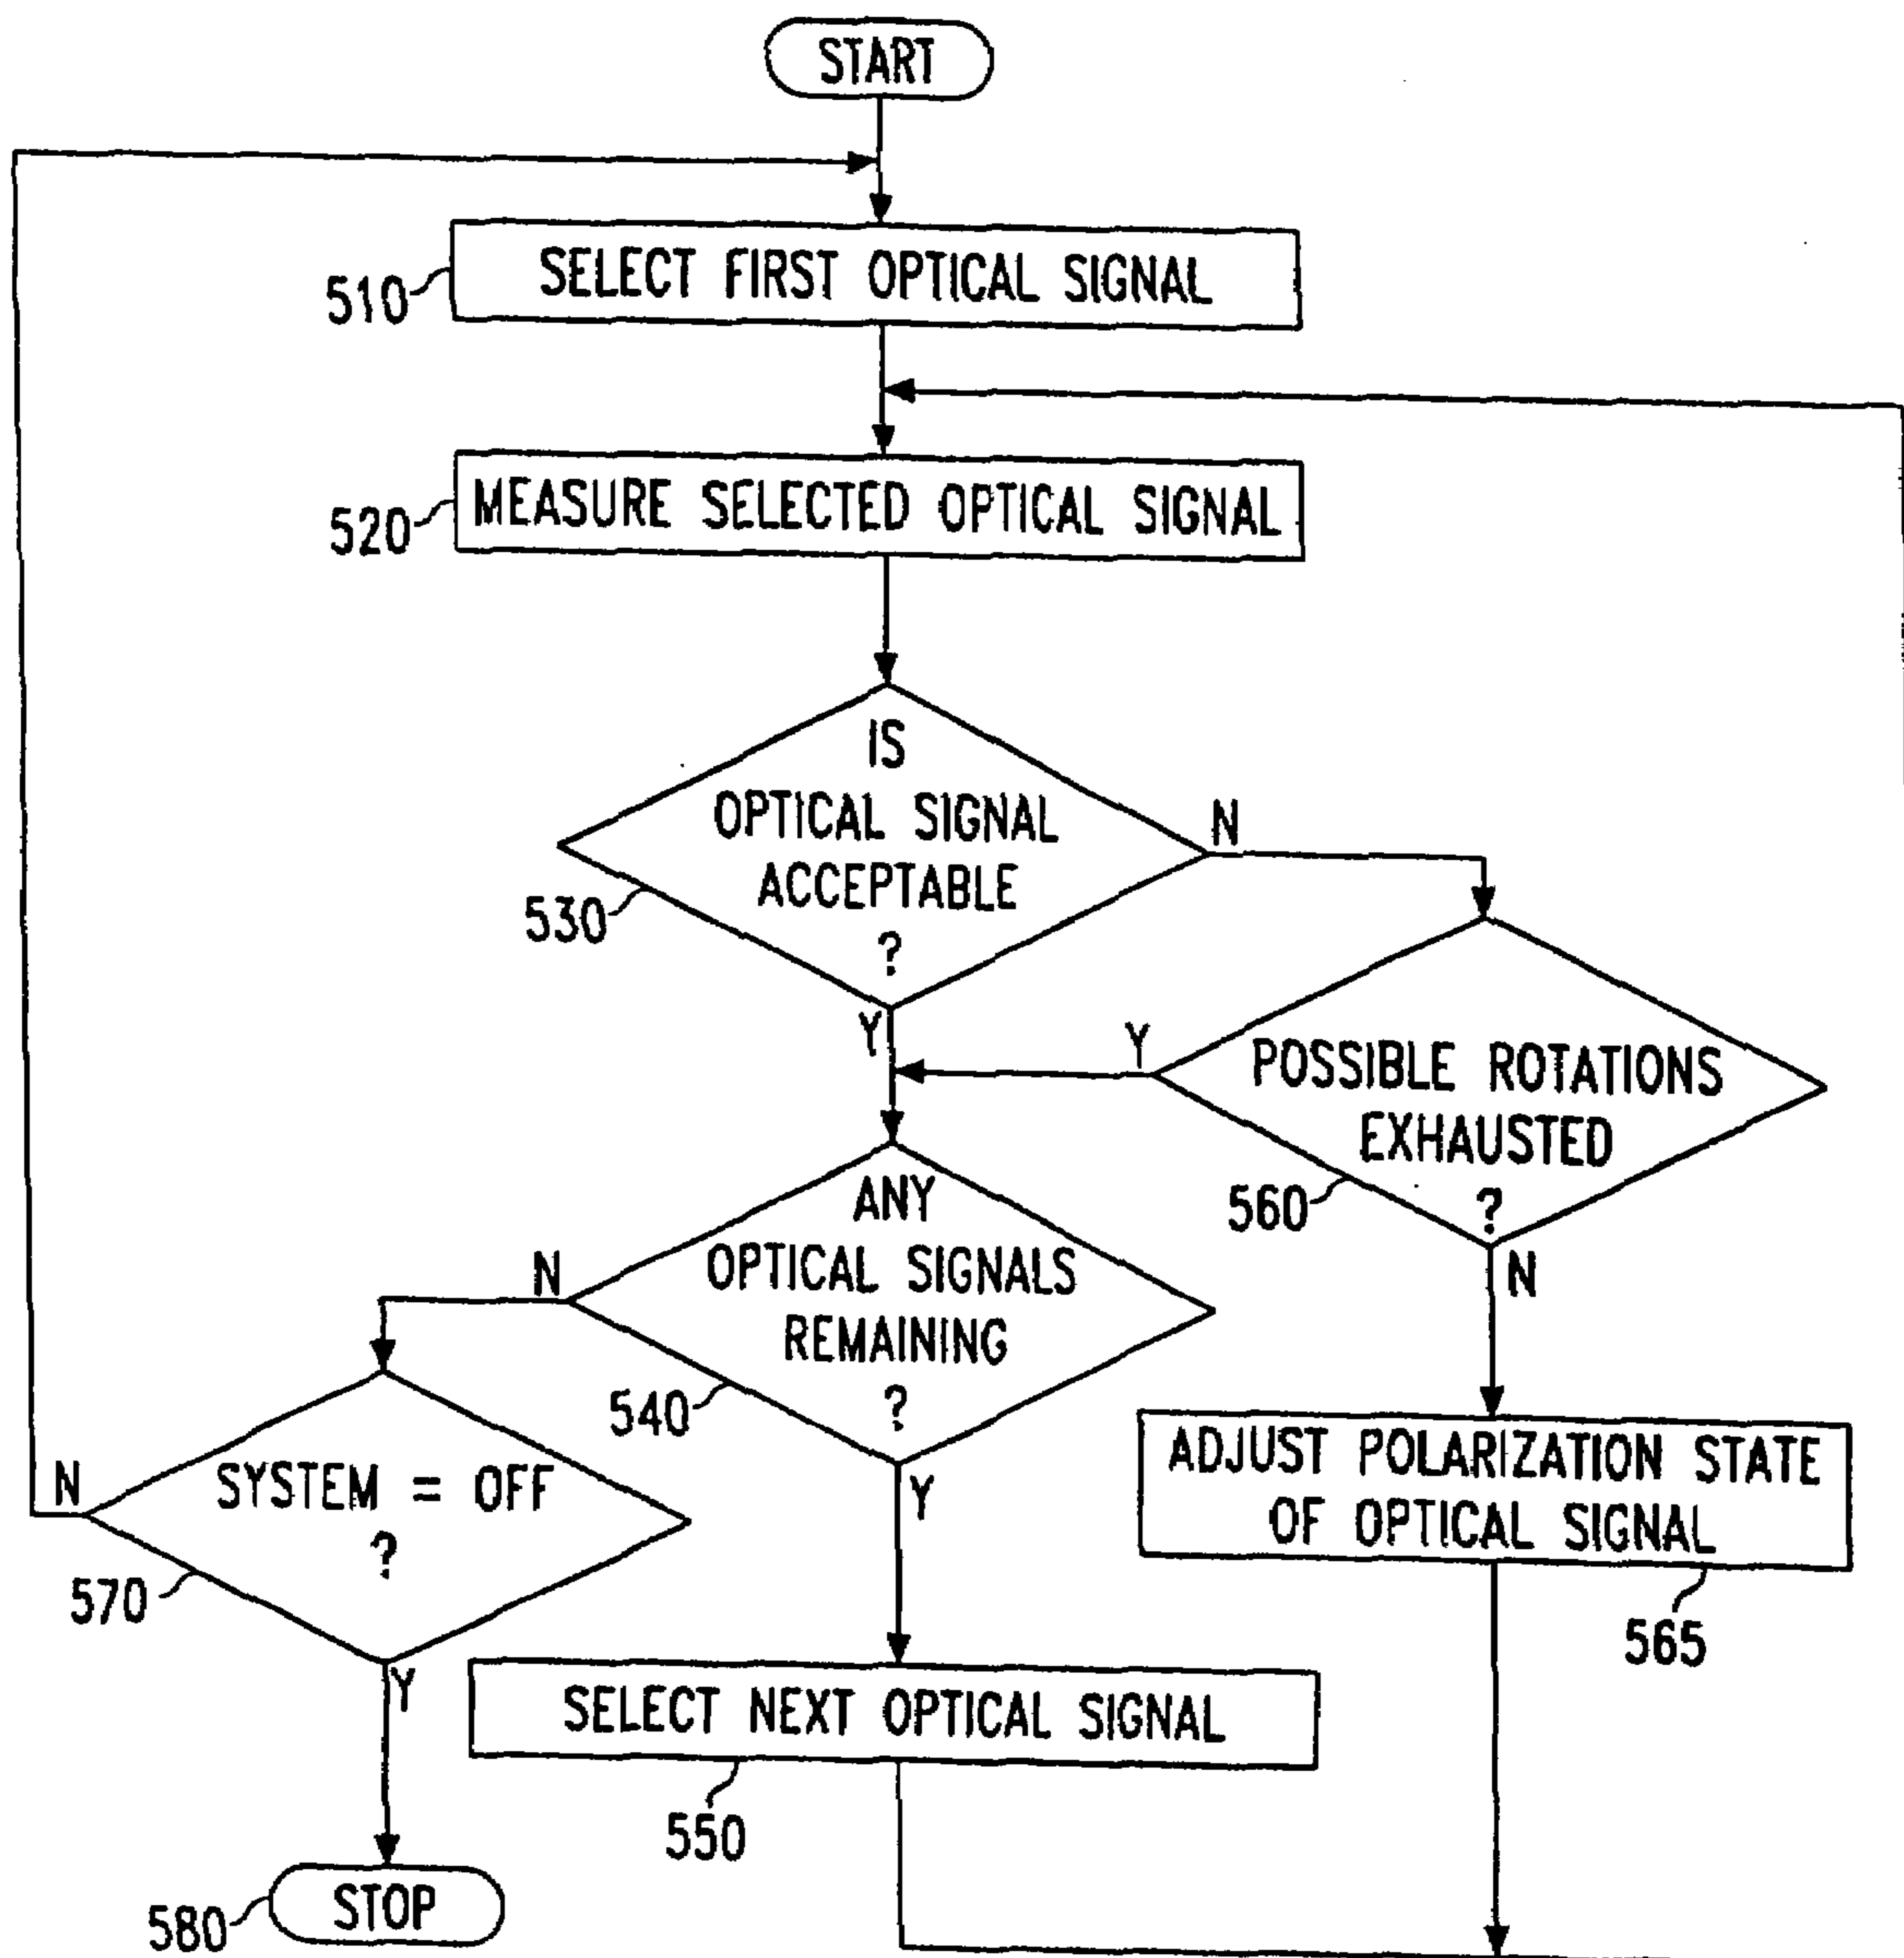 START
SELECT FIRST OPTICAL SIGNAL
510
MEASURE SELECTED OPTICAL SIGNAL
520
IS
OPTICAL SIGNAL
ACCEPTABLE
?
530
N
Y
Y
POSSIBLE ROTATIONS
EXHAUSTED
?
560
N
ANY
OPTICAL SIGNALS
REMAINING
?
540
N
Y
ADJUST POLARIZATION STATE
OF OPTICAL SIGNAL
565
SYSTEM = OFF
?
570
N
Y
SELECT NEXT OPTICAL SIGNAL
550
STOP
580